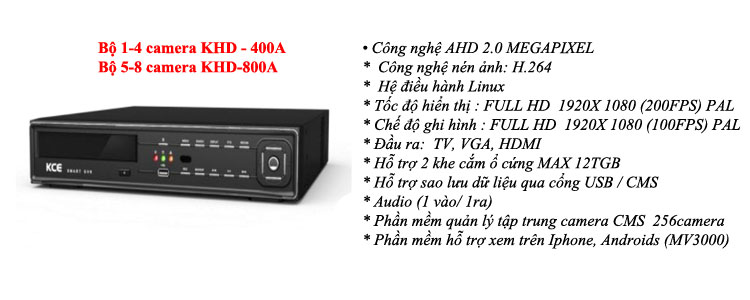 Bộ 1-4 camera KHD - 400A
Bộ 5-8 camera KHD-800A
KCE
SMART DVR
• Công nghệ AHD 2.0 MEGAPIXEL
* Công nghệ nén ảnh: H.264
* Hệ điều hành Linux
* Tốc độ hiển thị : FULL HD 1920X 1080 (200FPS) PAL
* Chế độ ghi hình : FULL HD 1920X 1080 (100FPS) PAL
* Đầu ra: TV, VGA, HDMI
* Hỗ trợ 2 khe cắm ổ cứng MAX 12TGB
* Hỗ trợ sao lưu dữ liệu qua cổng USB / CMS
* Audio (1 vào/ 1ra)
* Phần mềm quản lý tập trung camera CMS 256camera
* Phần mềm hỗ trợ xem trên Iphone, Androids (MV3000)